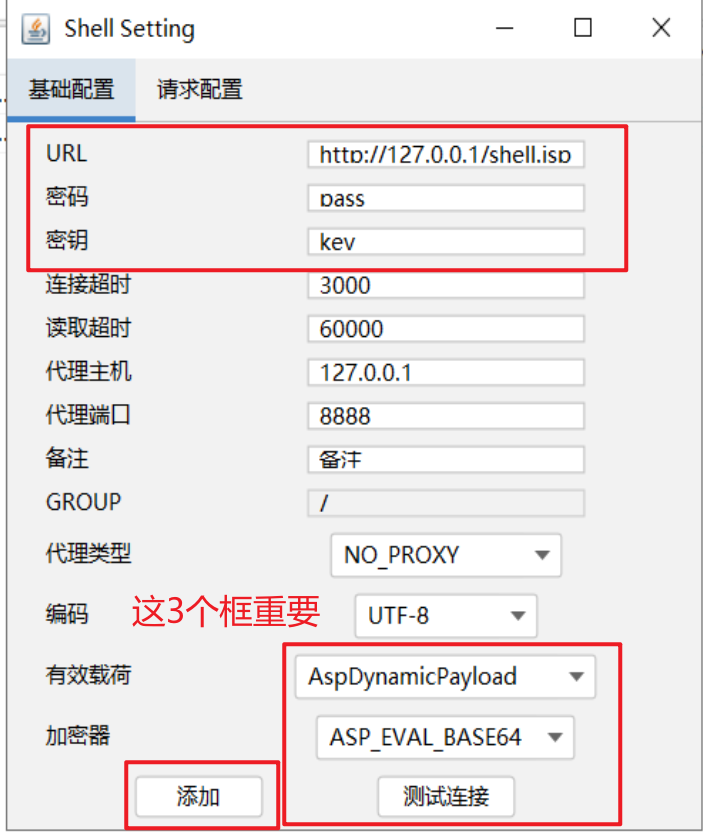 Shell Setting
基础配置 请求配置
URL http://127.0.0.1/shell.jsp
密码 pass
密钥 key
连接超时 3000
读取超时 60000
代理主机 127.0.0.1
代理端口 8888
备注 备注
GROUP /
代理类型 NO_PROXY
编码 这3个框重要 UTF-8
有效载荷 AspDynamicPayload
加密器 ASP_EVAL_BASE64
添加 测试连接